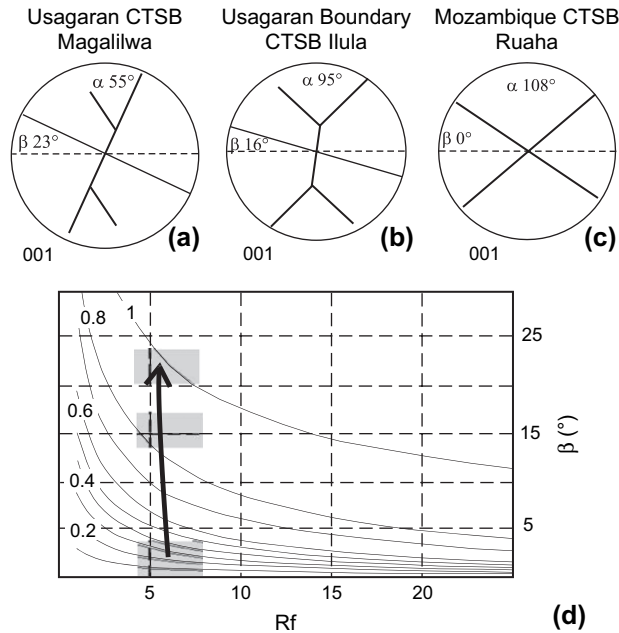 Usagaran CTSB
Magalilwa
Usagaran Boundary
CTSB Ilula
Mozambique CTSB
Ruaha
α 55°
β 23°
(a)
001
α 95°
β 16°
(b)
001
α 108°
β 0°
(c)
001
0.8
1
0.6
0.4
0.2
25
15
5
β (°)
5
10
15
20
Rf
(d)